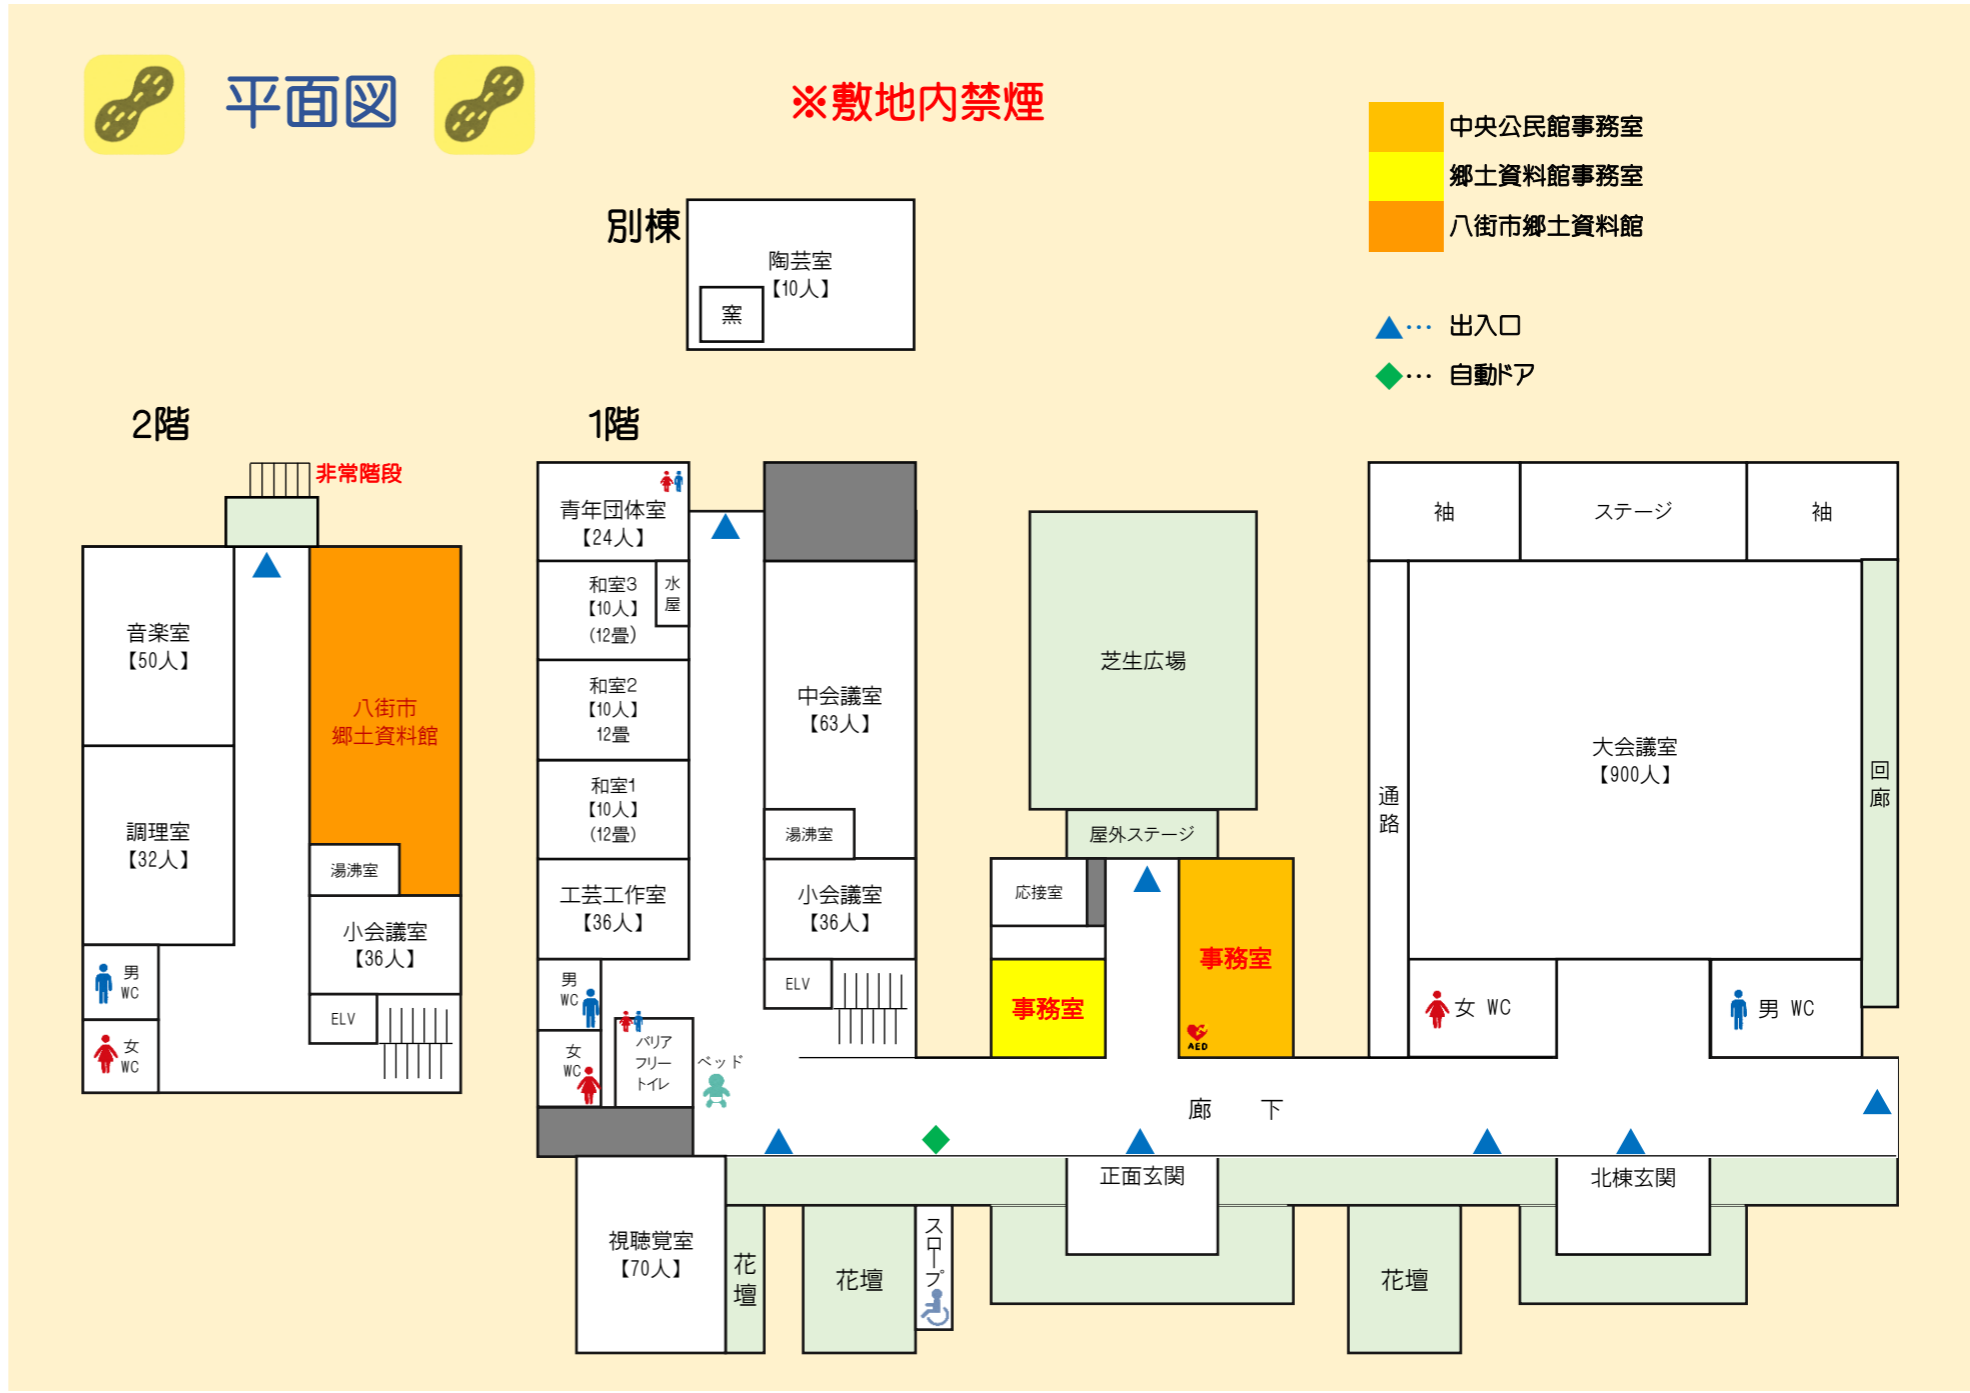 平面図
※敷地内禁煙
中央公民館事務室
郷土資料館事務室
八街市郷土資料館
▲… 出入口
◆… 自動ドア
別棟
陶芸室
【10人】
窯
2階
非常階段
音楽室
【50人】
八街市
郷土資料館
調理室
【32人】
湯沸室
小会議室
【36人】
男
WC
ELV
女
WC
1階
青年団体室
【24人】
和室3
【10人】
(12畳)
水
屋
和室2
【10人】
12畳
和室1
【10人】
(12畳)
工芸工作室
【36人】
男
WC
女
WC
バリア
フリー
トイレ
ベッド
中会議室
【63人】
湯沸室
小会議室
【36人】
ELV
芝生広場
屋外ステージ
応接室
事務室
事務室
AED
袖
ステージ
袖
通路
大会議室
【900人】
回廊
女 WC
男 WC
廊 下
正面玄関
北棟玄関
視聴覚室
【70人】
花壇
花壇
スロープ
花壇